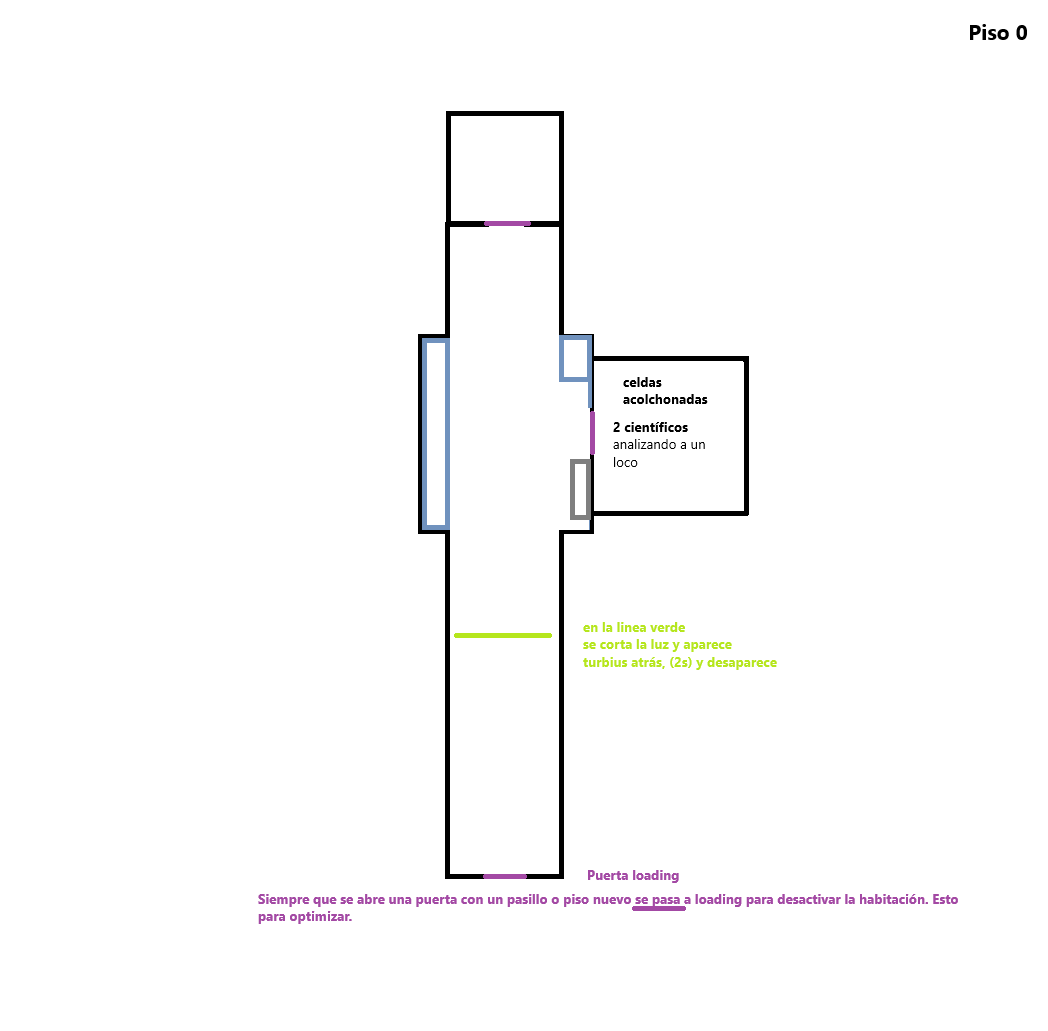 Piso 0
celdas
acolchonadas
2 científicos
analizando a un
loco
en la linea verde
se corta la luz y aparece
turbius atrás, (2s) y desaparece
Puerta loading
Siempre que se abre una puerta con un pasillo o piso nuevo se pasa a loading para desactivar la habitación. Esto
para optimizar.